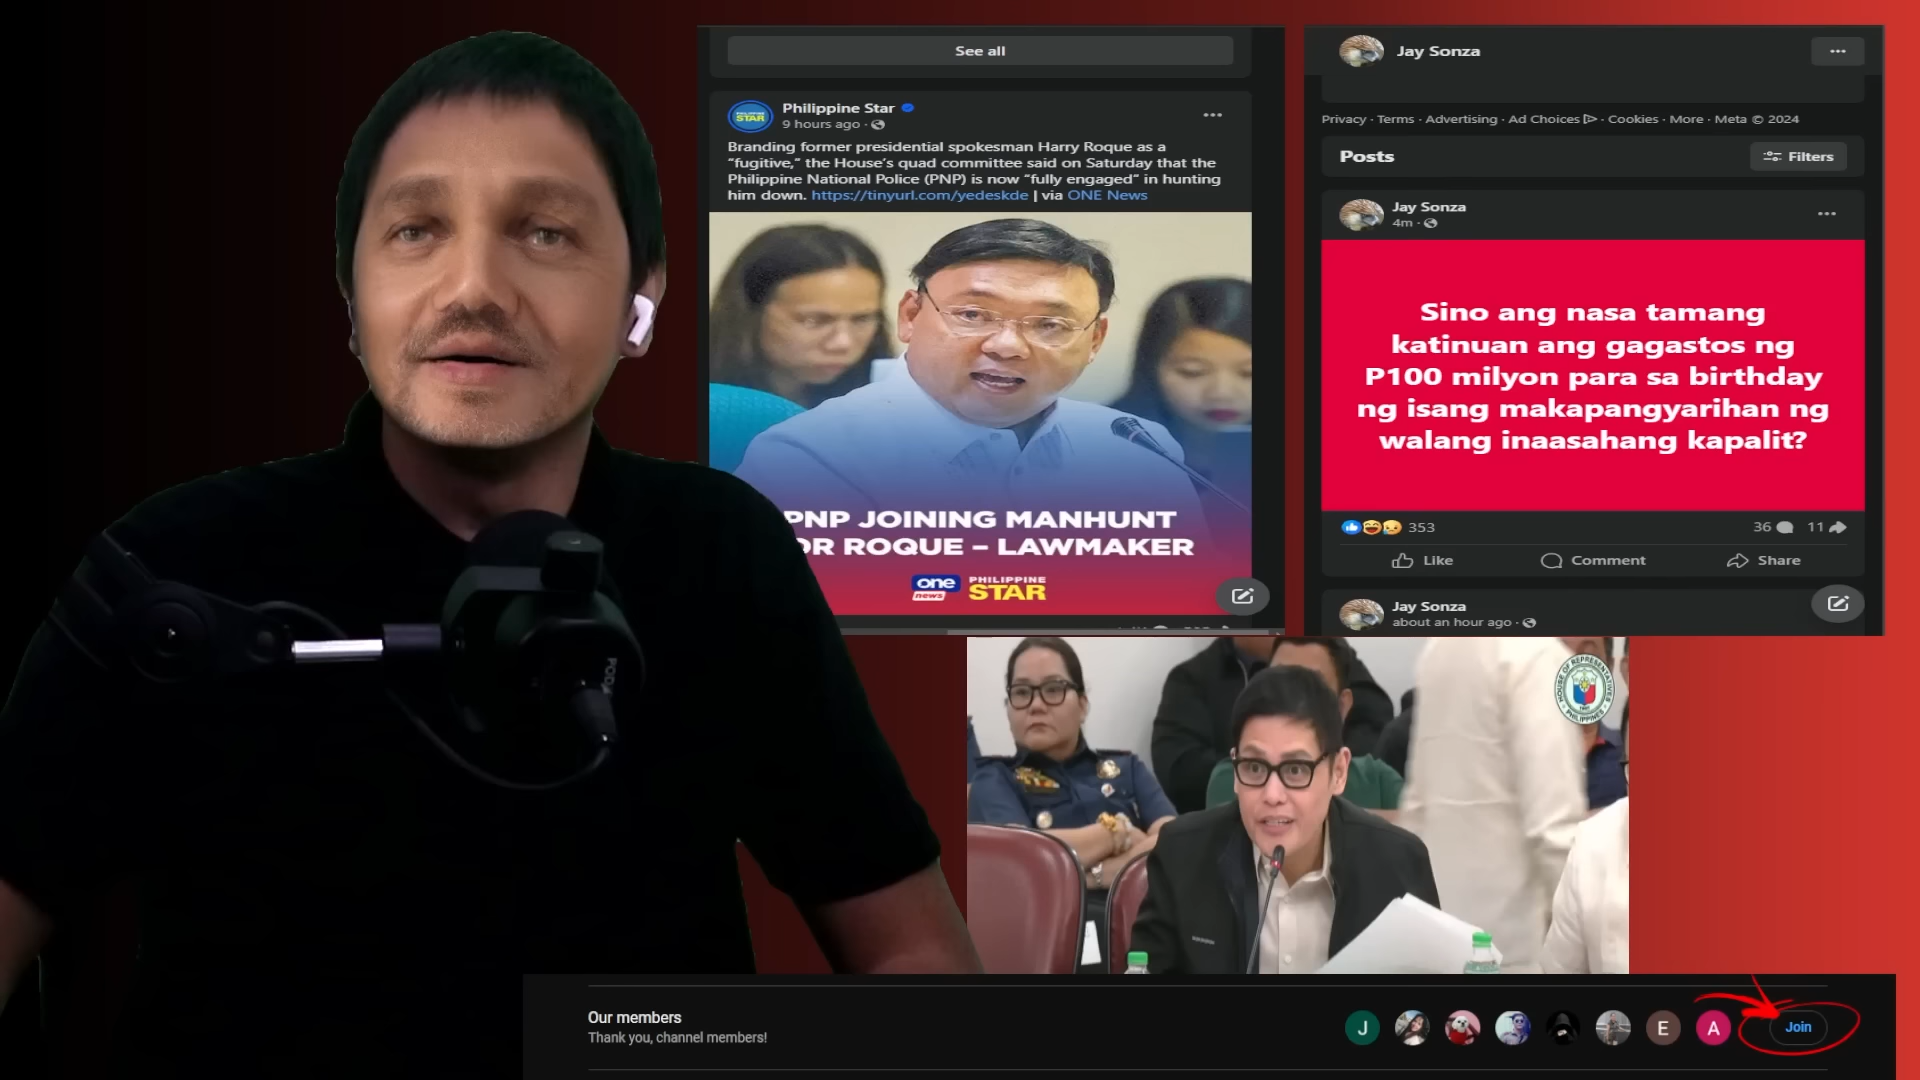 See all
Philippine Star
9 hours ago
Branding former presidential spokesman Harry Roque as a
"fugitive," the House's quad committee said on Saturday that the
Philippine National Police (PNP) is now "fully engaged" in hunting
him down. https://tinyurl.com/yedeskde | via ONE News
PNP JOINING MANHUNT
OR ROQUE – LAWMAKER
one
news
PHILIPPINE
STAR
Jay Sonza
Privacy · Terms · Advertising · Ad Choices · Cookies · More · Meta © 2024
Posts
Filters
Jay Sonza
4m
Sino ang nasa tamang
katinuan ang gagastos ng
P100 milyon para sa birthday
ng isang makapangyarihan ng
walang inaasahang kapalit?
353
36
11
Like
Comment
Share
Jay Sonza
about an hour ago
HOUSE OF REPRESENTATIVES
PHILIPPINES
Our members
Thank you, channel members!
J
E
A
Join